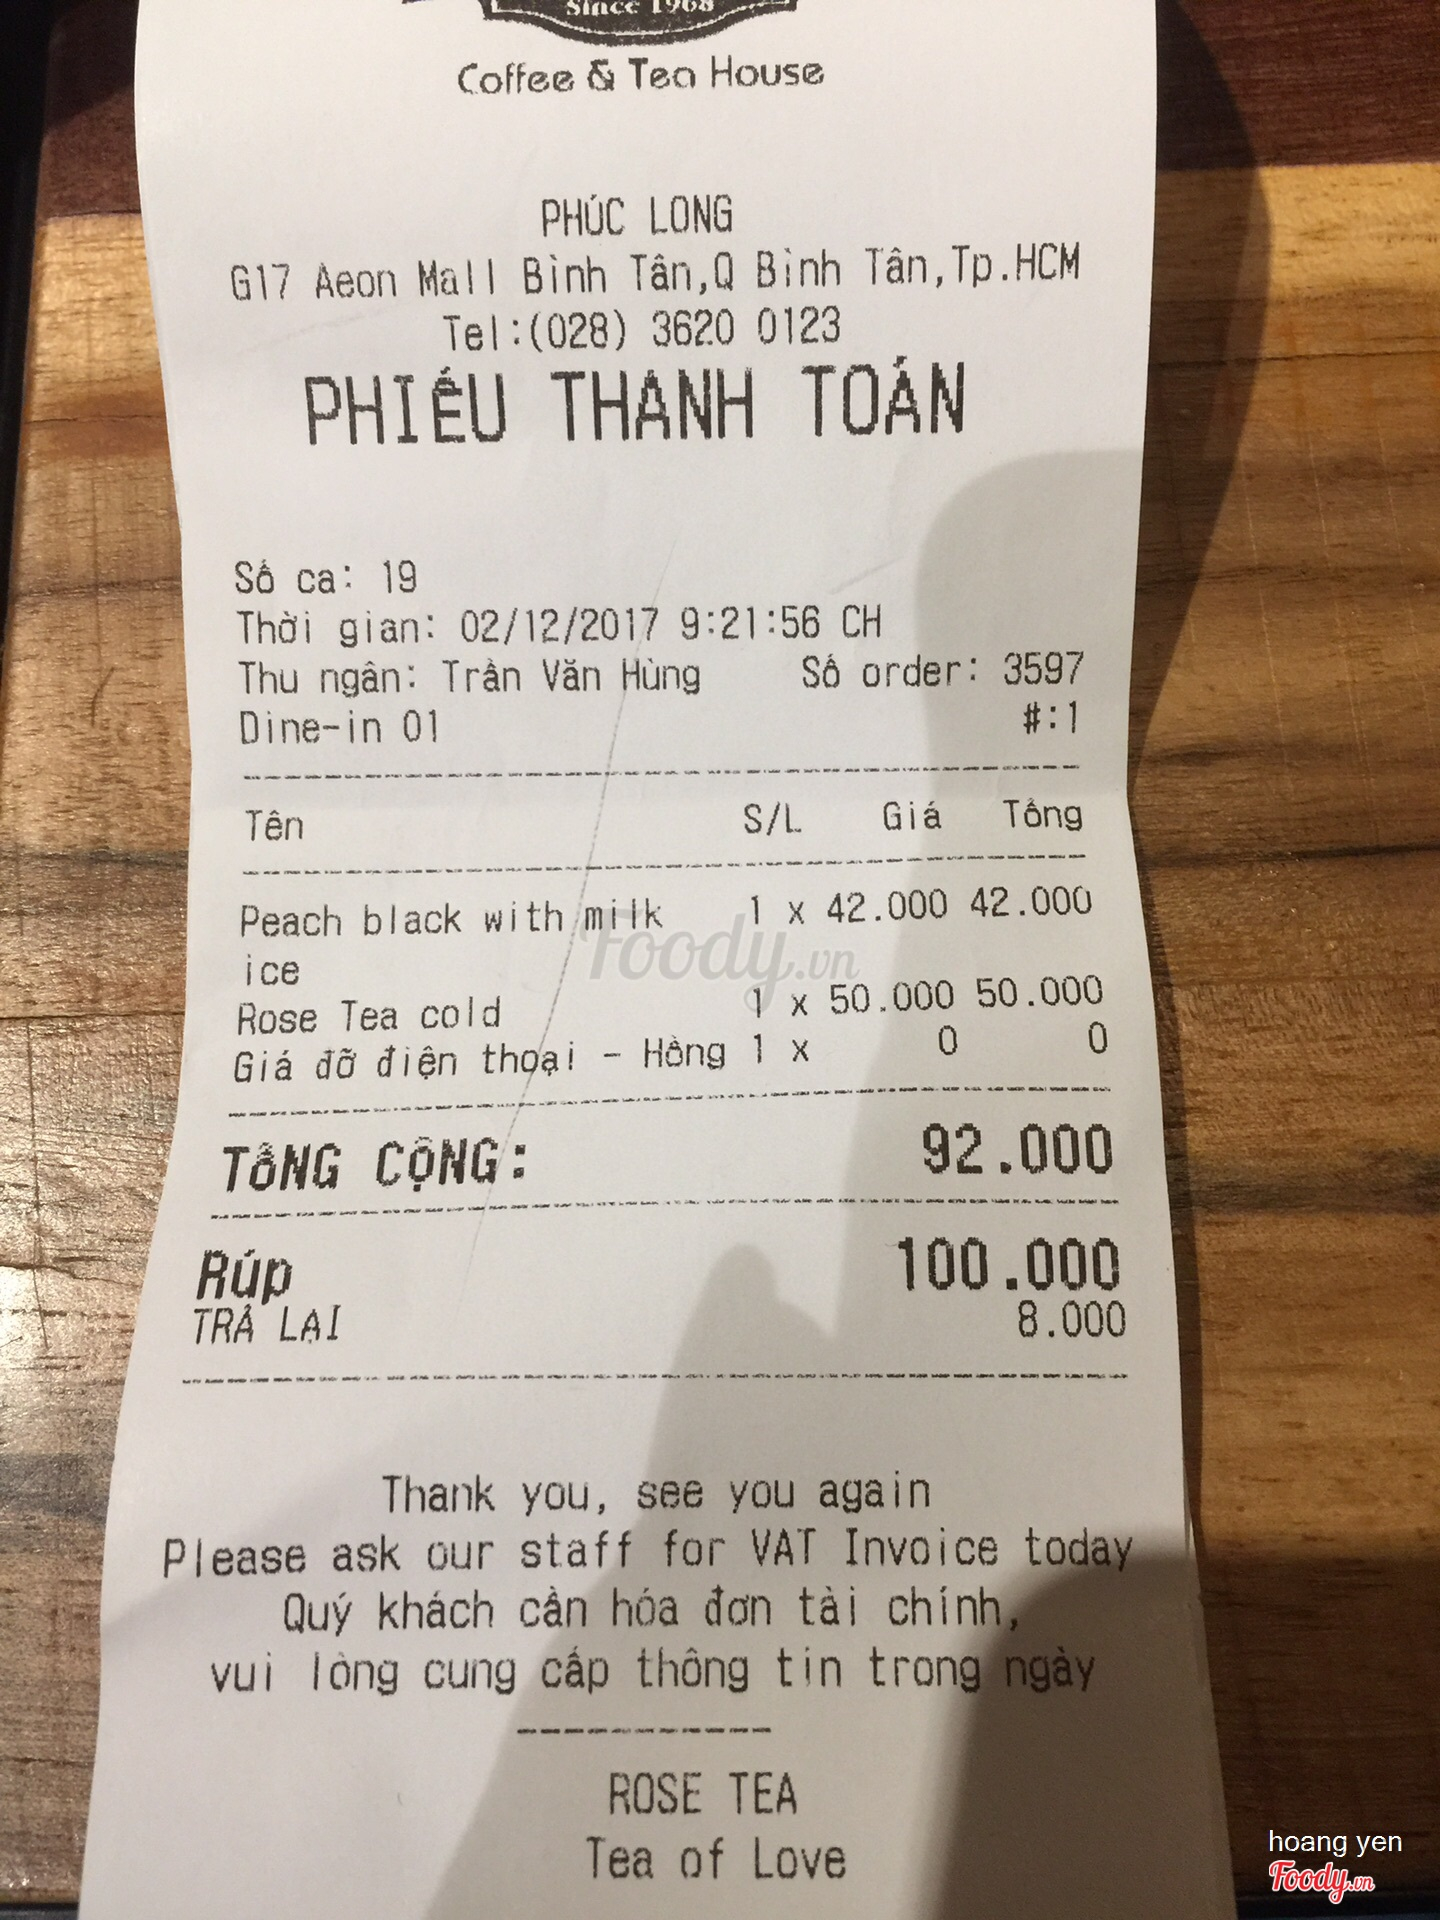 Since 1968
Coffee & Tea House
PHÚC LONG
G17 Aeon Mall Bình Tân,Q Bình Tân,Tp.HCM
Tel:(028) 3620 0123
PHIẾU THANH TOÁN
Số ca: 19
Thời gian: 02/12/2017 9:21:56 CH
Thu ngân: Trần Văn Hùng Số order: 3597
Dine-in 01 #:1
Tên S/L Giá Tổng
Peach black with milk 1 x 42.000 42.000
ice
Rose Tea cold 1 x 50.000 50.000
Giá đỡ điện thoại - Hồng 1 x 0 0
TỔNG CỘNG: 92.000
Rúp 100.000
TRẢ LẠI 8.000
Thank you, see you again
Please ask our staff for VAT Invoice today
Quý khách cần hóa đơn tài chính,
vui lòng cung cấp thông tin trong ngày
ROSE TEA
Tea of Love
Foody.vn
hoang yen
Foody.vn